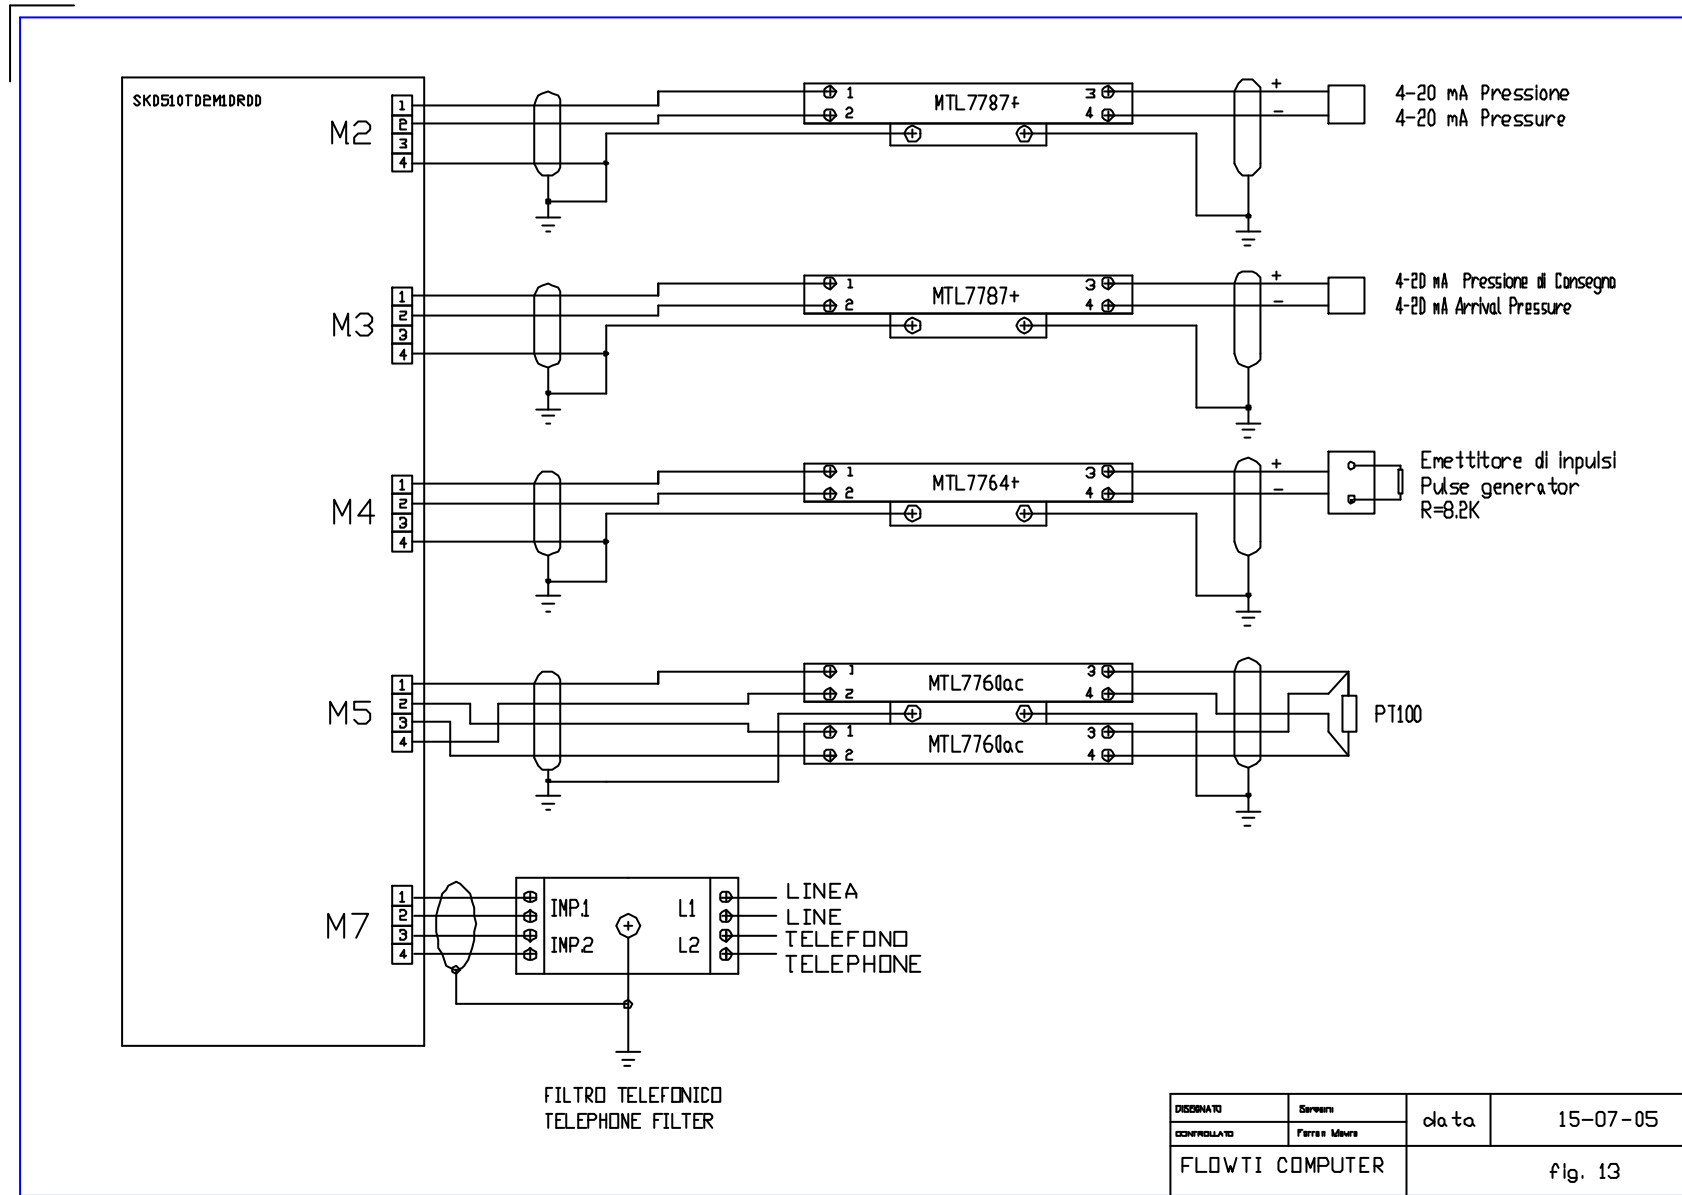 SKD510TD2M1DRDD
M2
1
2
3
4
1
2
MTL7787+
3
4
+
-
4-20 mA Pressione
4-20 mA Pressure
M3
1
2
3
4
1
2
MTL7787+
3
4
+
-
4-20 mA Pressione di Consegna
4-20 mA Arrival Pressure
M4
1
2
3
4
1
2
MTL7764+
3
4
+
-
Emettitore di inpulsi
Pulse generator
R=8.2K
M5
1
2
3
4
1
2
MTL7760ac
3
4
1
2
MTL7760ac
3
4
PT100
M7
1
2
3
4
IMP.1
IMP.2
L1
L2
LINEA
LINE
TELEFONO
TELEPHONE
FILTRO TELEFONICO
TELEPHONE FILTER
DISEGNATO
CONTROLLATO
data
15-07-05
FLOWTI COMPUTER
fig. 13